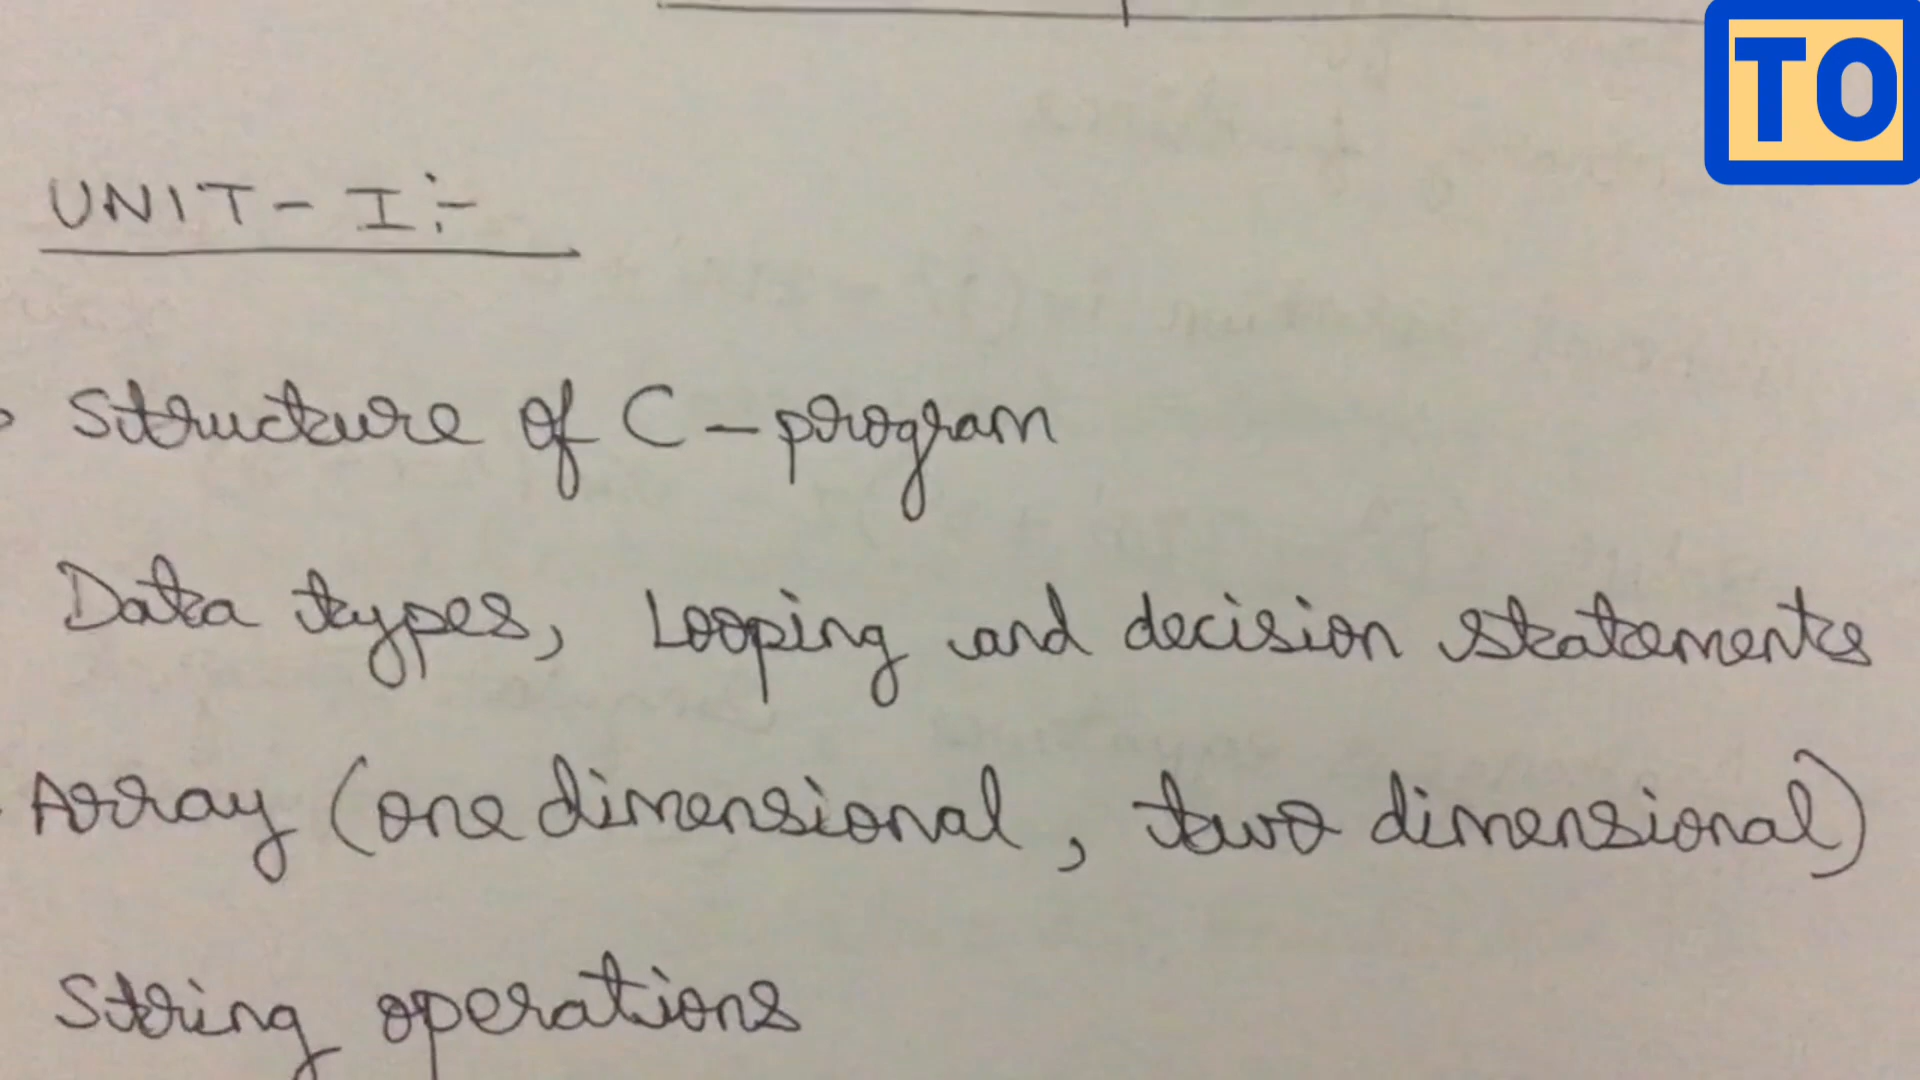 TO
UNIT - I :-
Structure of C - program
Data types, Looping and decision statements
Array (one dimensional, two dimensional)
String operations